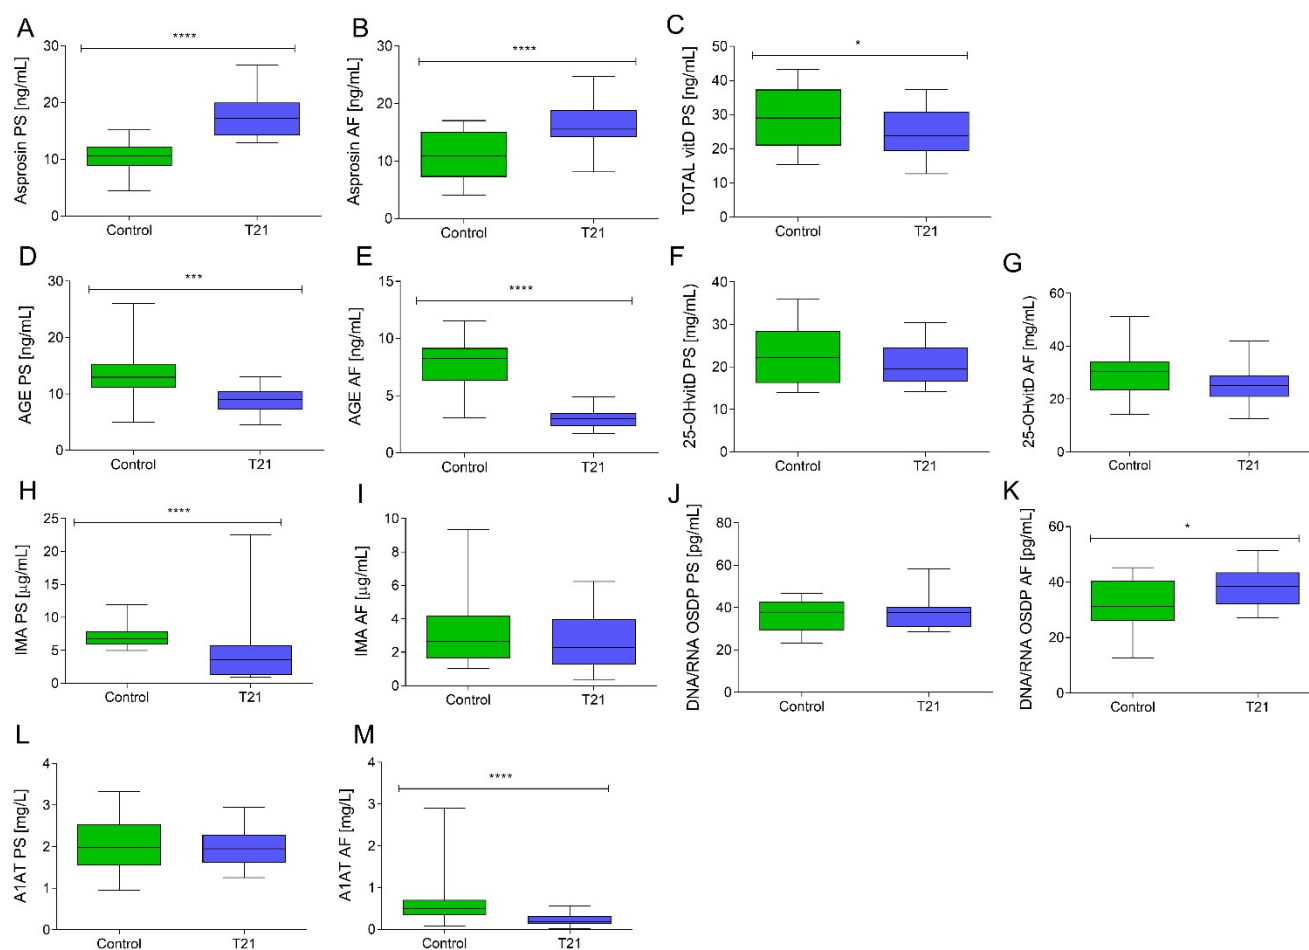 A
Asprosin PS [ng/mL]
****
30
20
10
0
Control
T21
B
Asprosin AF [ng/mL]
****
30
20
10
0
Control
T21
C
TOTAL vitD PS [ng/mL]
*
50
40
30
20
10
0
Control
T21
D
AGE PS [ng/mL]
***
30
20
10
0
Control
T21
E
AGE AF [ng/mL]
****
15
10
5
0
Control
T21
F
25-OHvitD PS [mg/mL)
40
30
20
10
0
Control
T21
G
25-OHvitD AF [mg/mL)
60
40
20
0
Control
T21
H
IMA PS [µg/mL]
****
25
20
15
10
5
0
Control
T21
I
IMA AF [µg/mL]
10
8
6
4
2
0
Control
T21
J
DNA/RNA OSDP PS [pg/mL]
80
60
40
20
0
Control
T21
K
DNA/RNA OSDP AF [pg/mL]
*
60
40
20
0
Control
T21
L
A1AT PS [mg/L]
4
3
2
1
0
Control
T21
M
A1AT AF [mg/L]
****
4
3
2
1
0
Control
T21